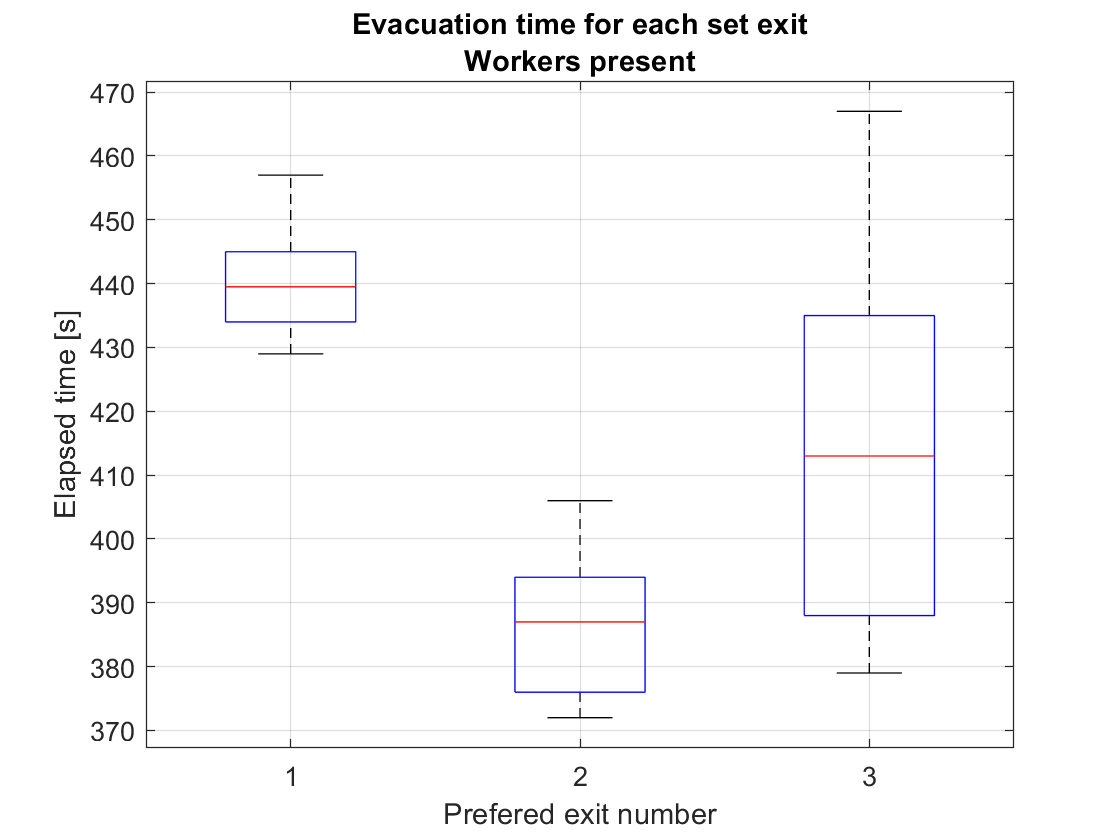 Evacuation time for each set exit
Workers present
470
460
450
440
430
420
410
400
390
380
370
Elapsed time [s]
1 2 3
Prefered exit number